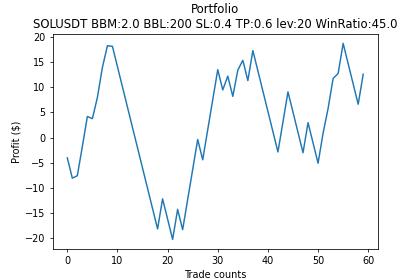 Portfolio
SOLUSDT BBM:2.0 BBL:200 SL:0.4 TP:0.6 lev:20 WinRatio:45.0
20
15
10
5
0
−5
−10
−15
−20
Profit ($)
0 10 20 30 40 50 60
Trade counts